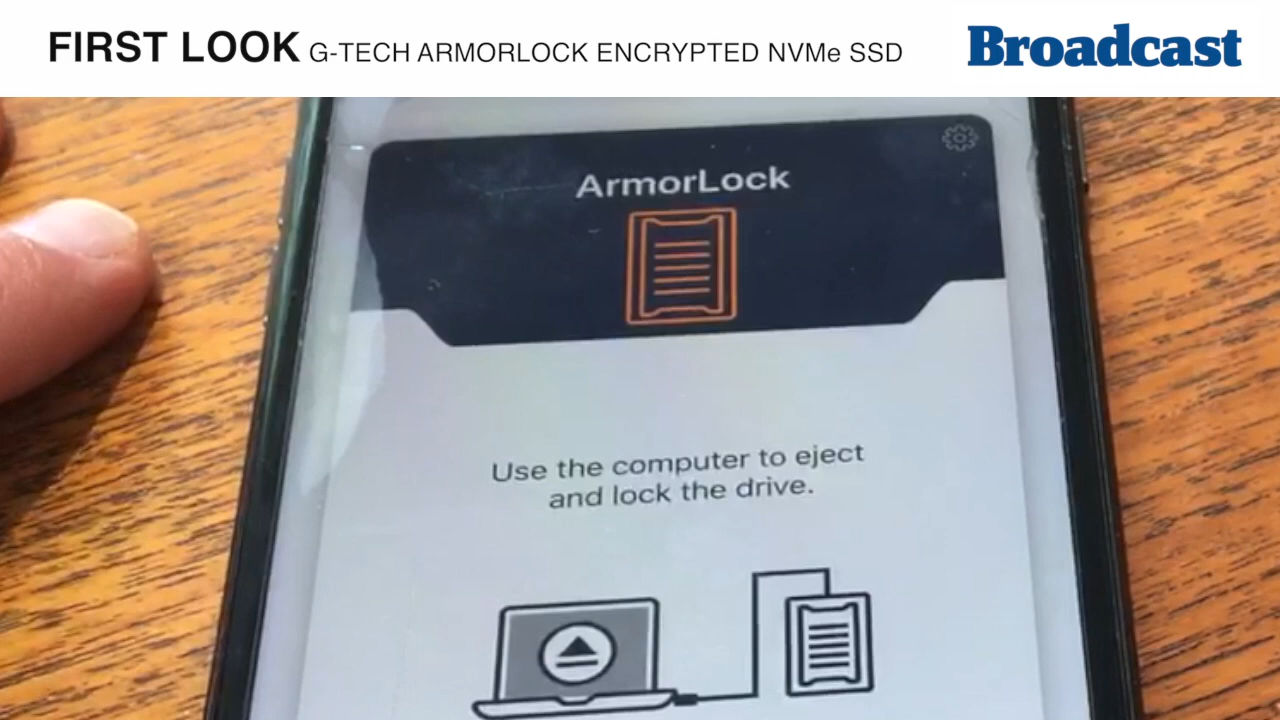 FIRST LOOK G-TECH ARMORLOCK ENCRYPTED NVMe SSD
Broadcast
ArmorLock
Use the computer to eject
and lock the drive.